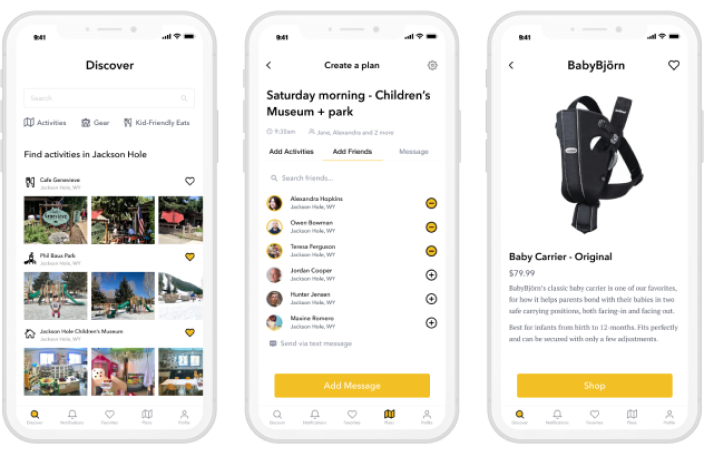 9:41
Discover
Search
Activities
Gear
Kid-Friendly Eats
Find activities in Jackson Hole
Cafe Genevieve
Jackson Hole, WY
GENEVIEVE
Phil Baux Park
Jackson Hole, WY
Jackson Hole Children's Museum
Jackson Hole, WY
Discover
Notifications
Favorites
Plans
Profile
9:41
Create a plan
Saturday morning - Children's
Museum + park
9:30am
Jane, Alexandra and 2 more
Add Activities
Add Friends
Message
Search friends...
Alexandra Hopkins
Jackson Hole, WY
Owen Bowman
Jackson Hole, WY
Teresa Ferguson
Jackson Hole, WY
Jordan Cooper
Jackson Hole, WY
Hunter Jensen
Jackson Hole, WY
Maxine Romero
Jackson Hole, WY
Send via text message
Add Message
Discover
Notifications
Favorites
Plans
Profile
9:41
BabyBjörn
Baby Carrier - Original
$79.99
BabyBjörn's classic baby carrier is one of our favorites,
for how it helps parents bond with their babies in two
safe carrying positions, both facing-in and facing out.
Best for infants from birth to 12-months. Fits perfectly
and can be secured with only a few adjustments.
Shop
Discover
Notifications
Favorites
Plans
Profile